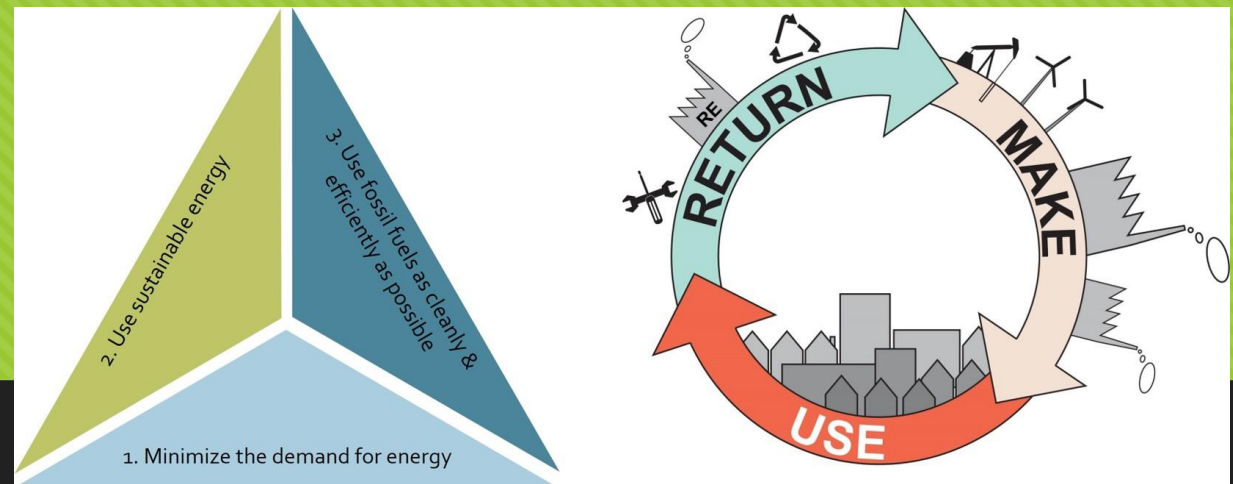 2. Use sustainable energy
3. Use fossil fuels as cleanly &
efficiently as possible
1. Minimize the demand for energy
RE
RETURN
MAKE
USE